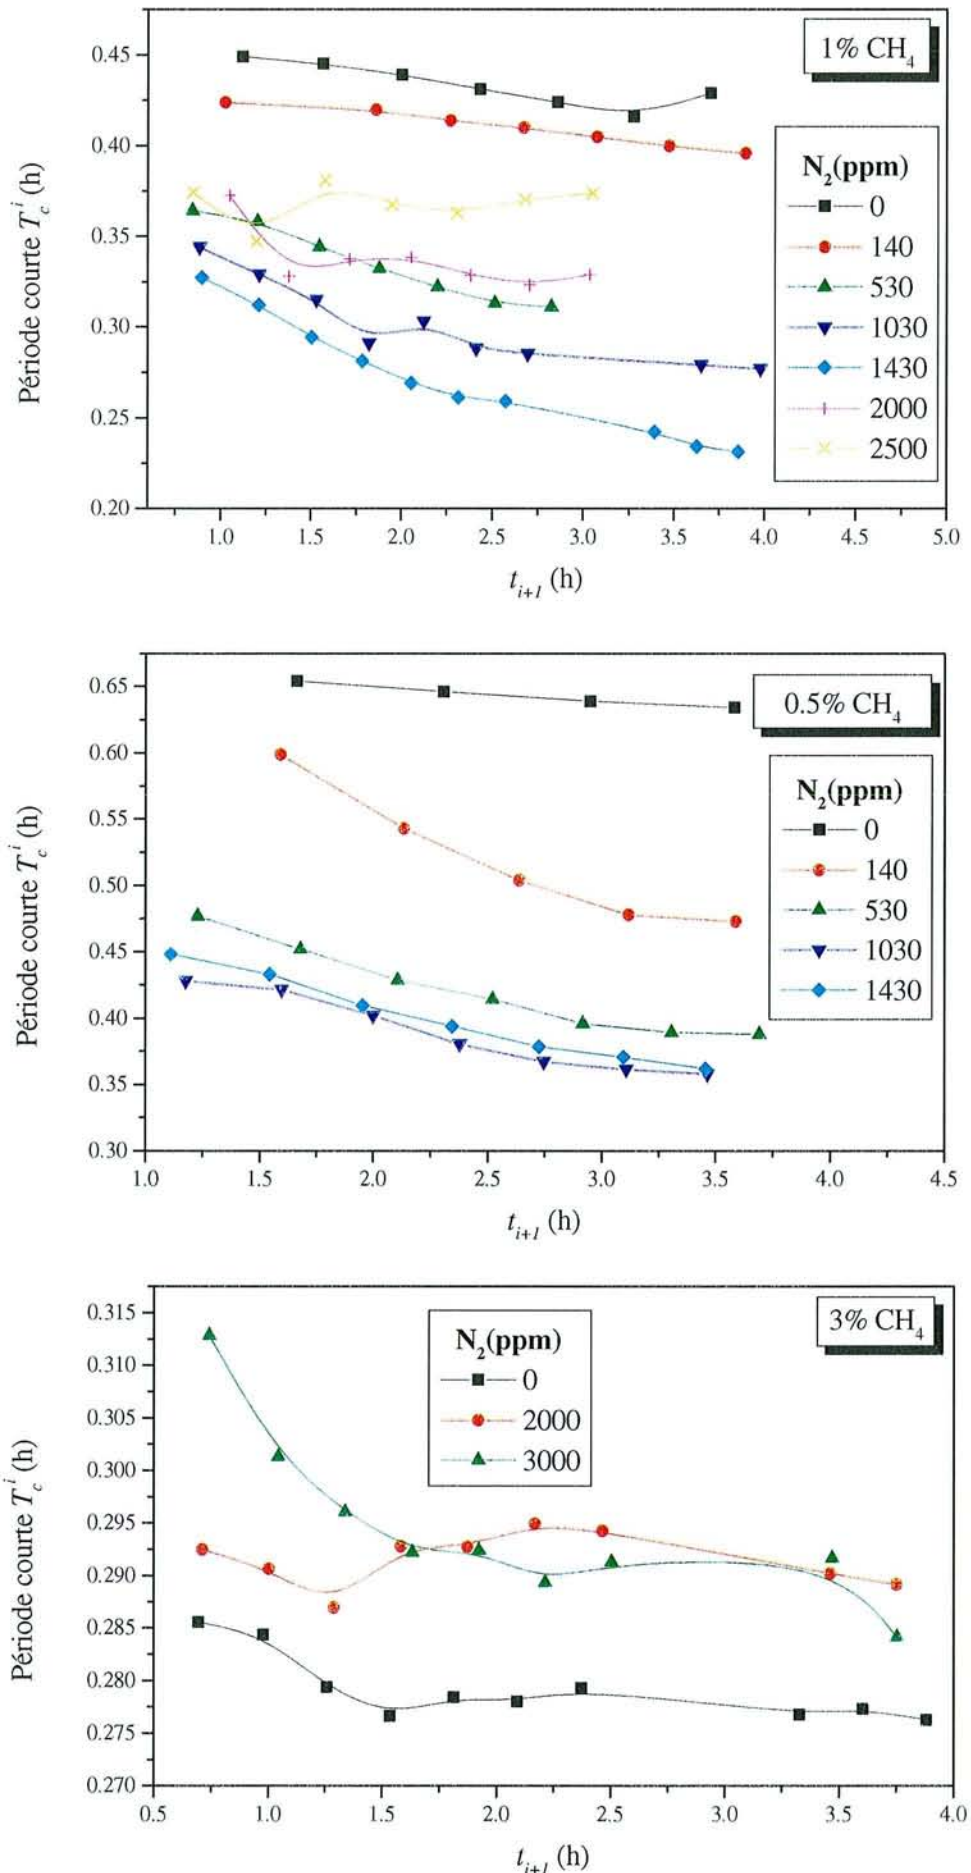 1% CH4
Période courte T_c^i (h)
0.45
0.40
0.35
0.30
0.25
0.20
N2(ppm)
0
140
530
1030
1430
2000
2500
1.0 1.5 2.0 2.5 3.0 3.5 4.0 4.5 5.0
t_i+1 (h)
0.5% CH4
Période courte T_c^i (h)
0.65
0.60
0.55
0.50
0.45
0.40
0.35
0.30
N2(ppm)
0
140
530
1030
1430
1.0 1.5 2.0 2.5 3.0 3.5 4.0 4.5
t_i+1 (h)
3% CH4
Période courte T_c^i (h)
0.315
0.310
0.305
0.300
0.295
0.290
0.285
0.280
0.275
0.270
N2(ppm)
0
2000
3000
0.5 1.0 1.5 2.0 2.5 3.0 3.5 4.0
t_i+1 (h)